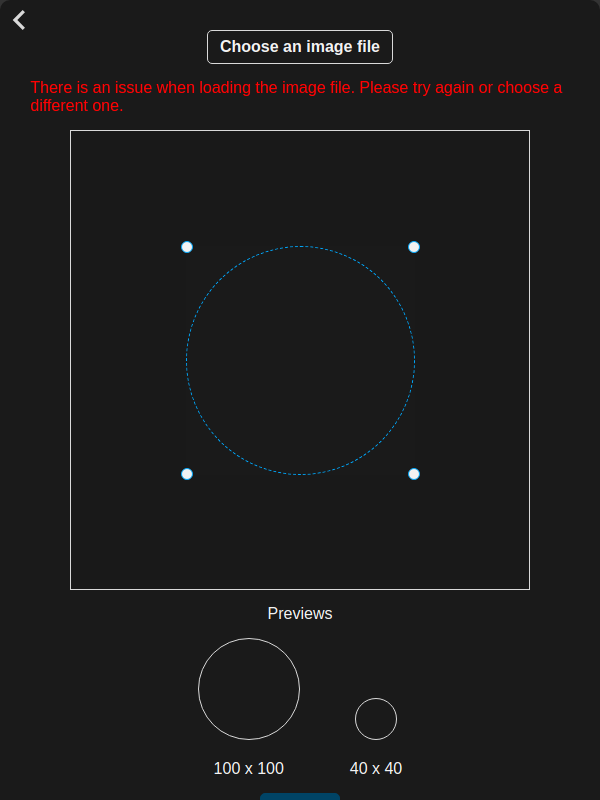 Choose an image file
There is an issue when loading the image file. Please try again or choose a
different one.
Previews
100 x 100
40 x 40